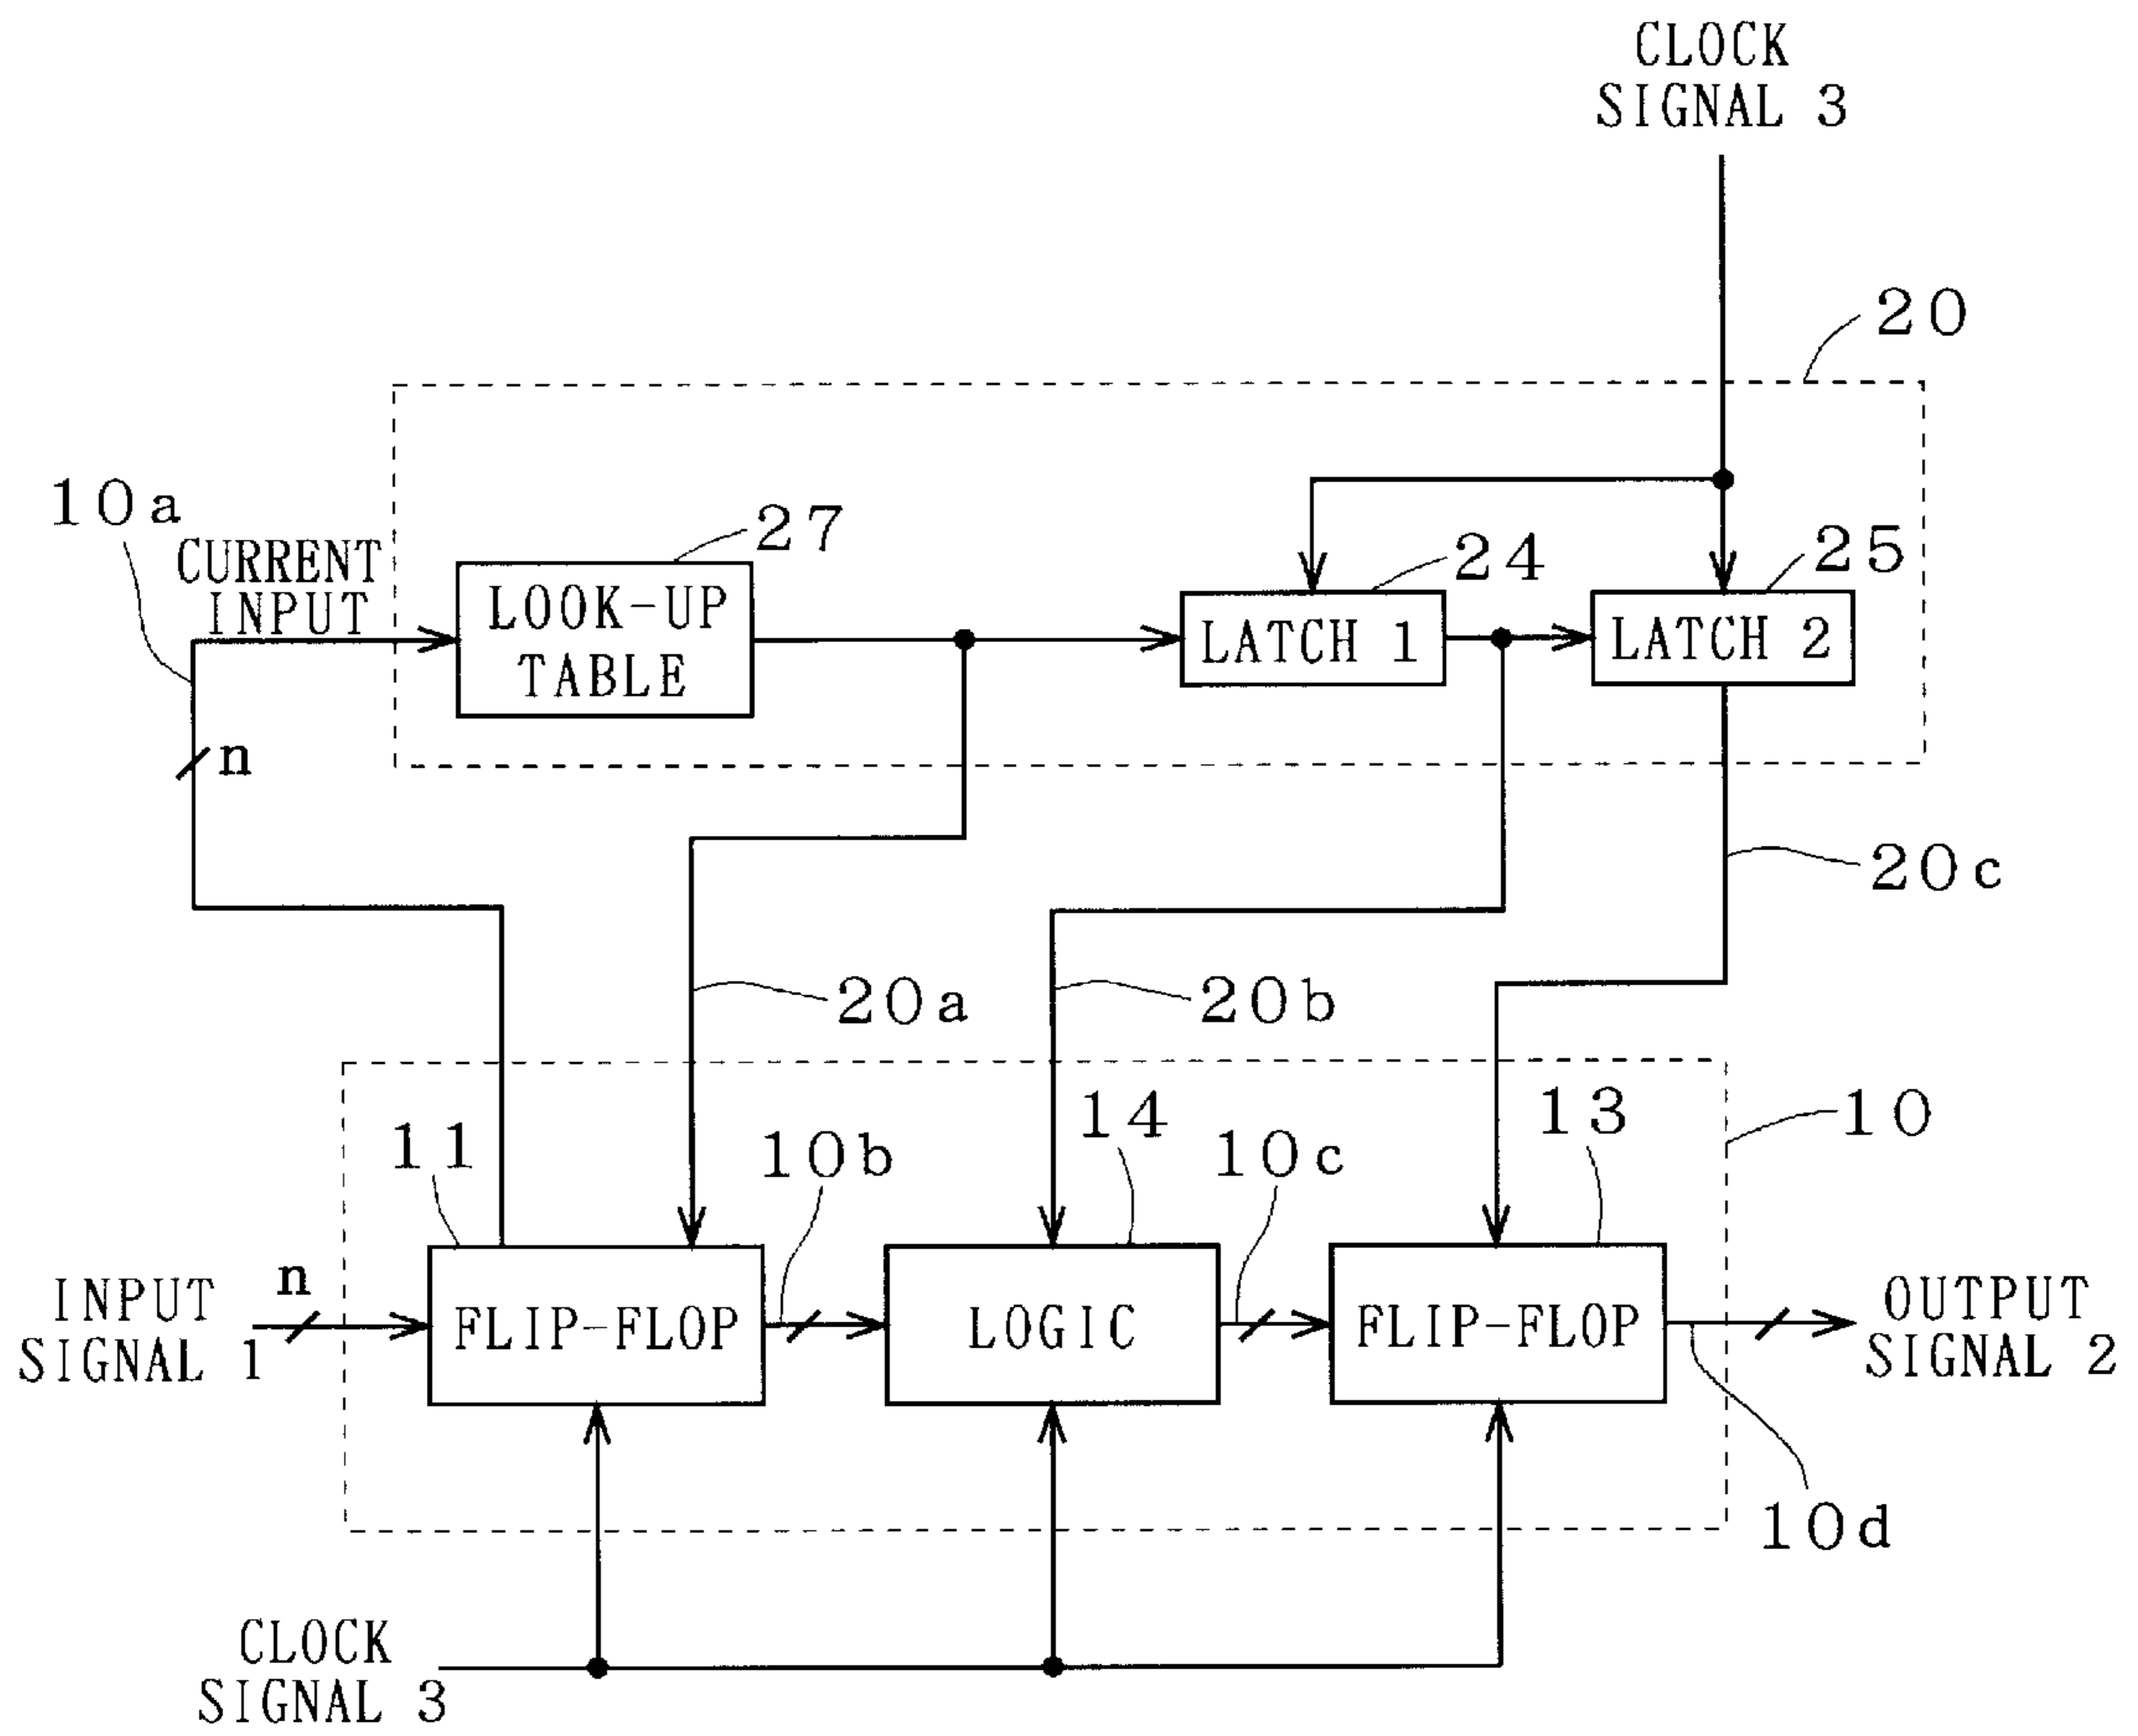 CLOCK
SIGNAL 3
20
10a
CURRENT
INPUT
27
24
25
LOOK-UP
TABLE
LATCH 1
LATCH 2
n
20c
20a
20b
11
10b
14
10c
13
10
INPUT
SIGNAL 1
n
FLIP-FLOP
LOGIC
FLIP-FLOP
OUTPUT
SIGNAL 2
10d
CLOCK
SIGNAL 3